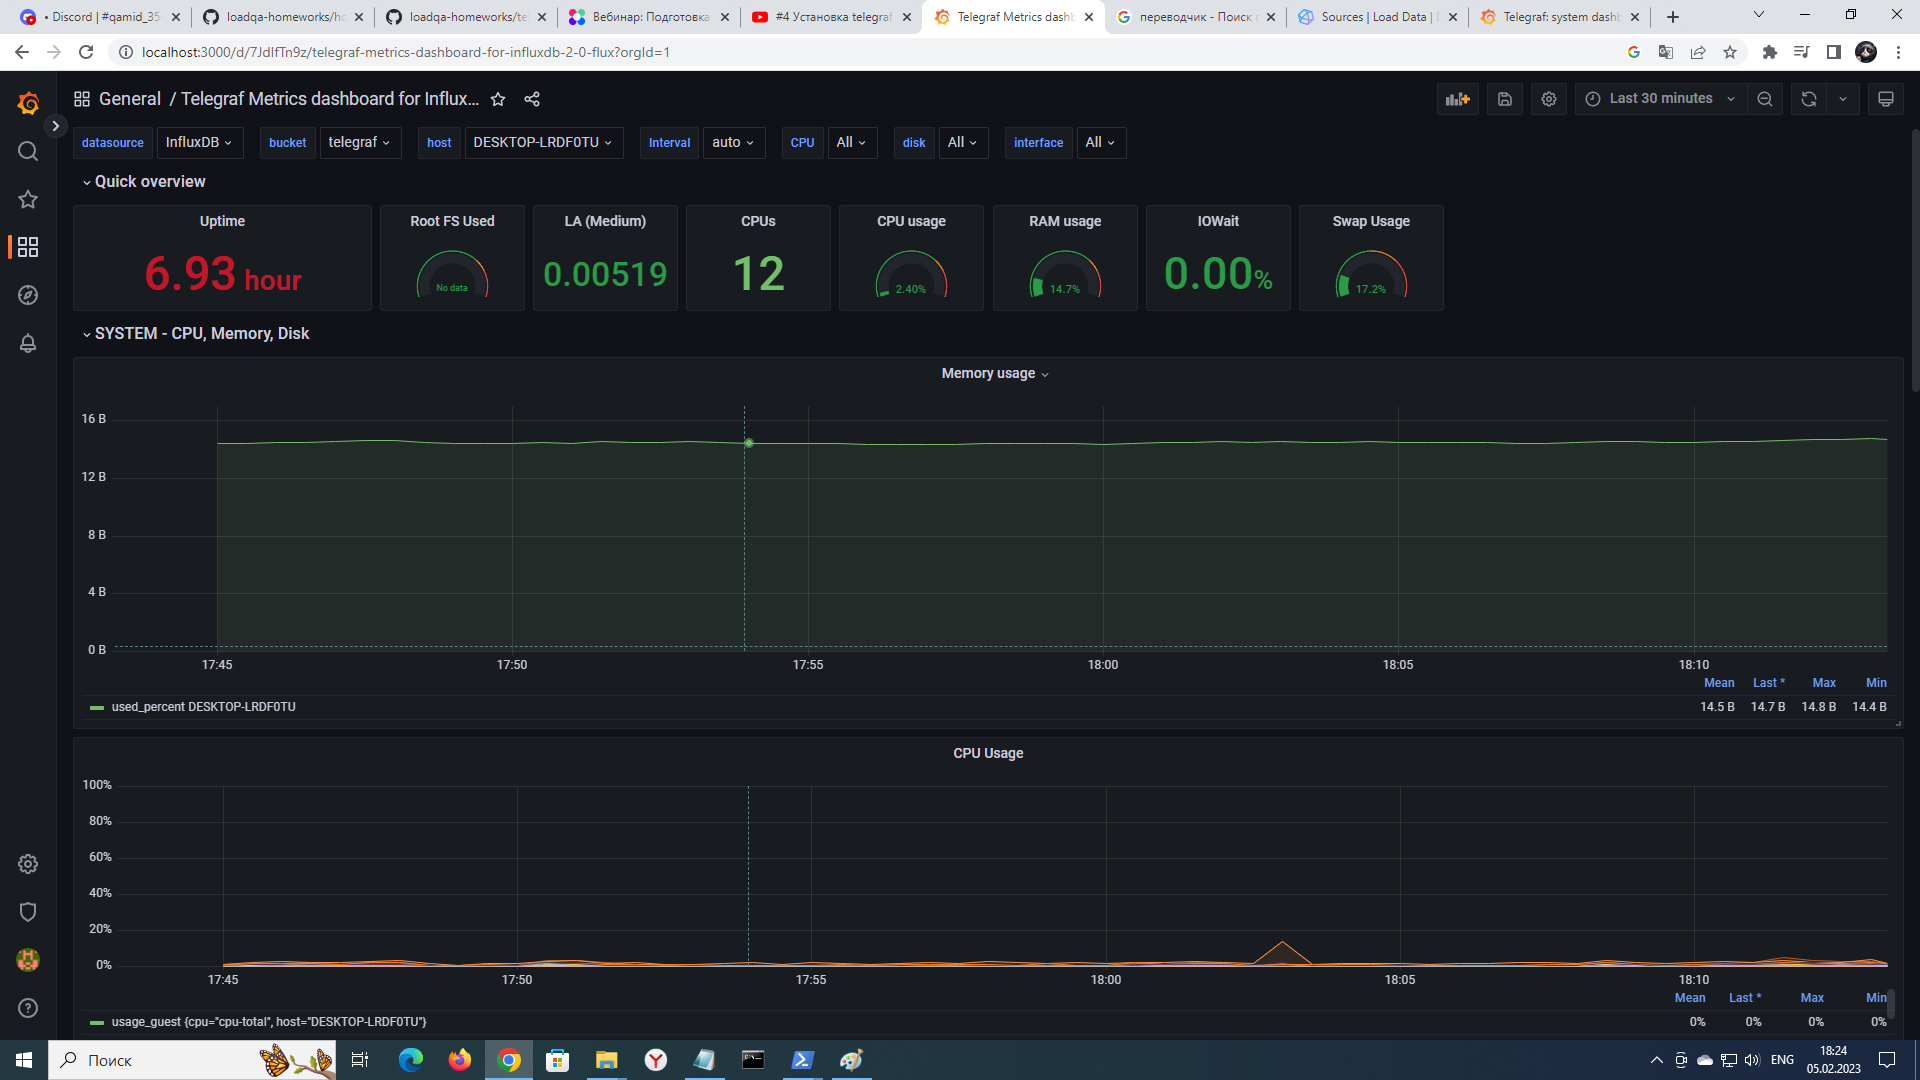 • Discord | #qamid_35
loadqa-homeworks/ho
loadqa-homeworks/te
Вебинар: Подготовка
#4 Установка telegraf
Telegraf Metrics dashb
переводчик - Поиск
Sources | Load Data |
Telegraf: system dashb
localhost:3000/d/7JdIfTn9z/telegraf-metrics-dashboard-for-influxdb-2-0-flux?orgId=1
General / Telegraf Metrics dashboard for Influx...
Last 30 minutes
datasource InfluxDB bucket telegraf host DESKTOP-LRDF0TU Interval auto CPU All disk All interface All
Quick overview
Uptime
6.93 hour
Root FS Used
No data
LA (Medium)
0.00519
CPUs
12
CPU usage
2.40%
RAM usage
14.7%
IOWait
0.00%
Swap Usage
17.2%
SYSTEM - CPU, Memory, Disk
Memory usage
16 B
12 B
8 B
4 B
0 B
17:45 17:50 17:55 18:00 18:05 18:10
Mean Last * Max Min
used_percent DESKTOP-LRDF0TU 14.5 B 14.7 B 14.8 B 14.4 B
CPU Usage
100%
80%
60%
40%
20%
0%
17:45 17:50 17:55 18:00 18:05 18:10
Mean Last * Max Min
usage_guest {cpu="cpu-total", host="DESKTOP-LRDF0TU"} 0% 0% 0% 0%
Поиск
ENG
18:24
05.02.2023